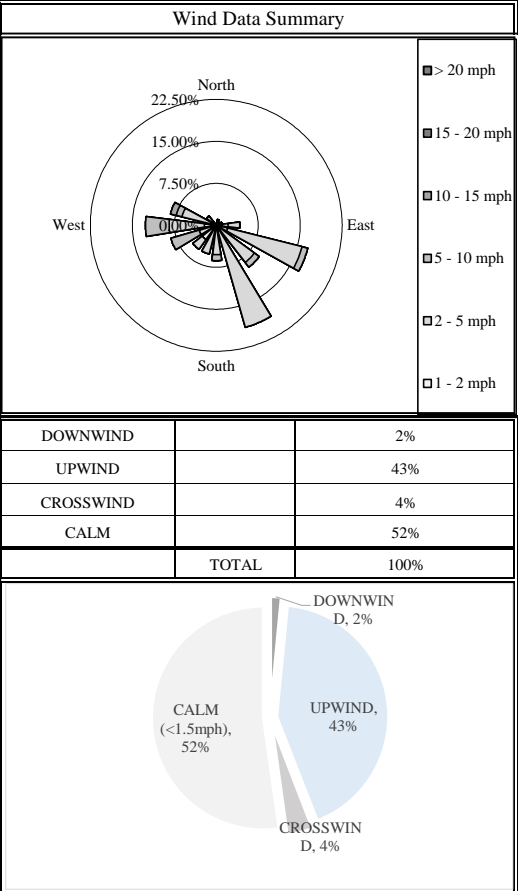 Wind Data Summary
North
22.50%
15.00%
7.50%
0.00%
West
East
South
> 20 mph
15 - 20 mph
10 - 15 mph
5 - 10 mph
2 - 5 mph
1 - 2 mph
DOWNWIND 2%
UPWIND 43%
CROSSWIND 4%
CALM 52%
TOTAL 100%
DOWNWIN
D, 2%
UPWIND,
43%
CALM
(<1.5mph),
52%
CROSSWIN
D, 4%